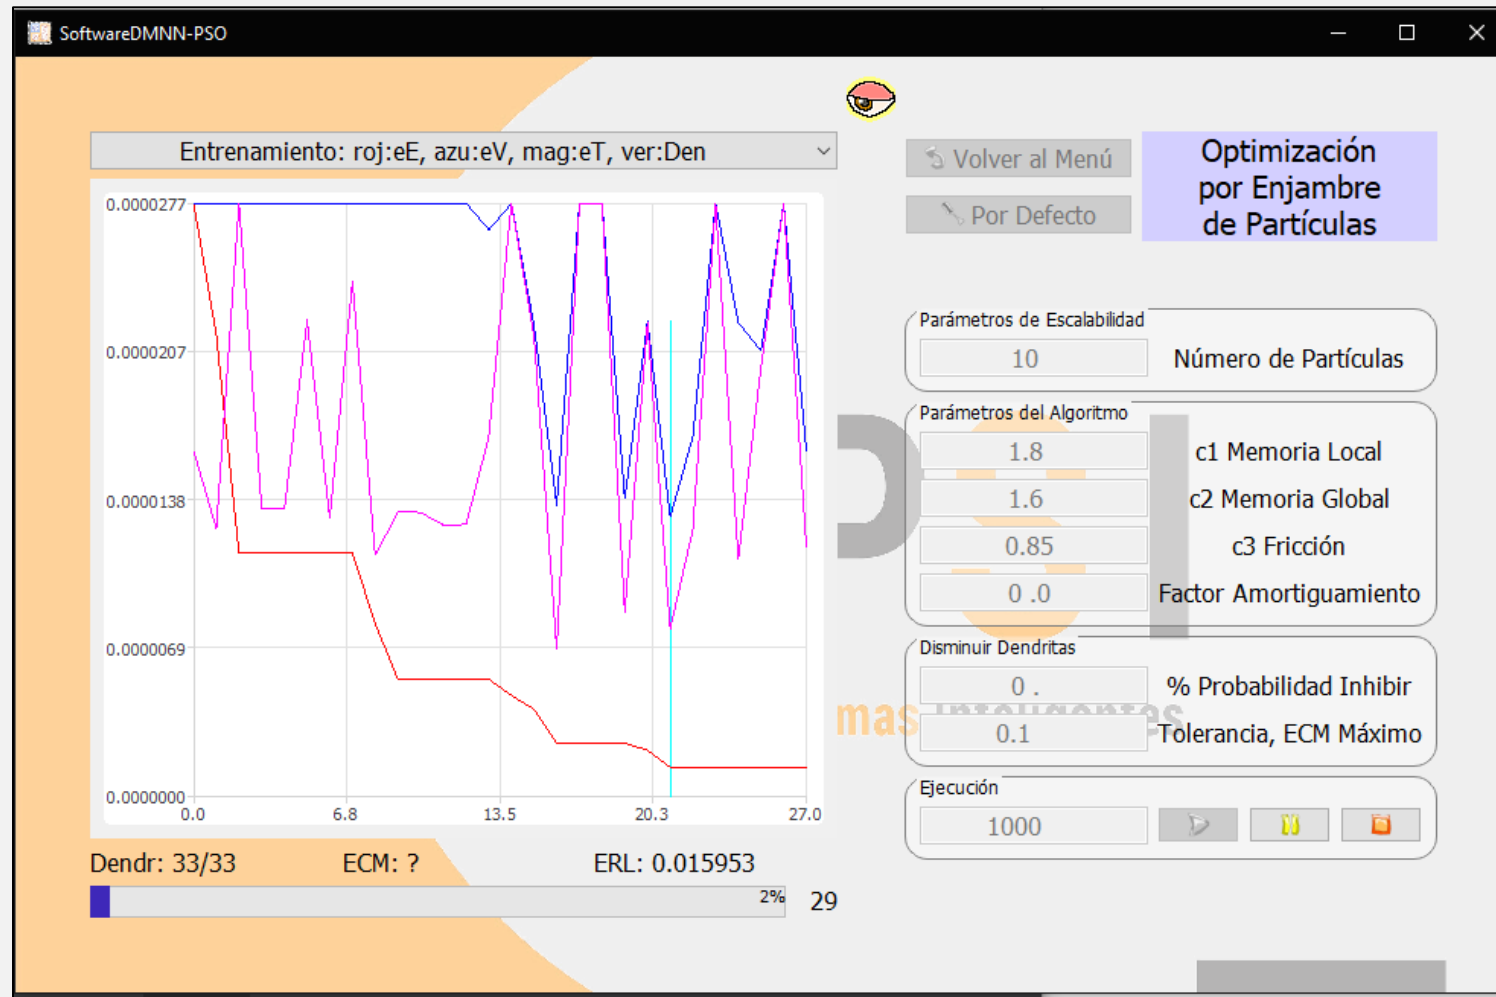 SoftwareDMNN-PSO
Entrenamiento: roj:eE, azu:eV, mag:eT, ver:Den
Volver al Menú
Por Defecto
Optimización
por Enjambre
de Partículas
0.0000277
0.0000207
0.0000138
0.0000069
0.0000000
0.0 6.8 13.5 20.3 27.0
Parámetros de Escalabilidad
10 Número de Partículas
Parámetros del Algoritmo
1.8 c1 Memoria Local
1.6 c2 Memoria Global
0.85 c3 Fricción
0 .0 Factor Amortiguamiento
Disminuir Dendritas
0 . % Probabilidad Inhibir
mas Inteligentes
0.1 Tolerancia, ECM Máximo
Ejecución
1000
Dendr: 33/33 ECM: ? ERL: 0.015953
2% 29